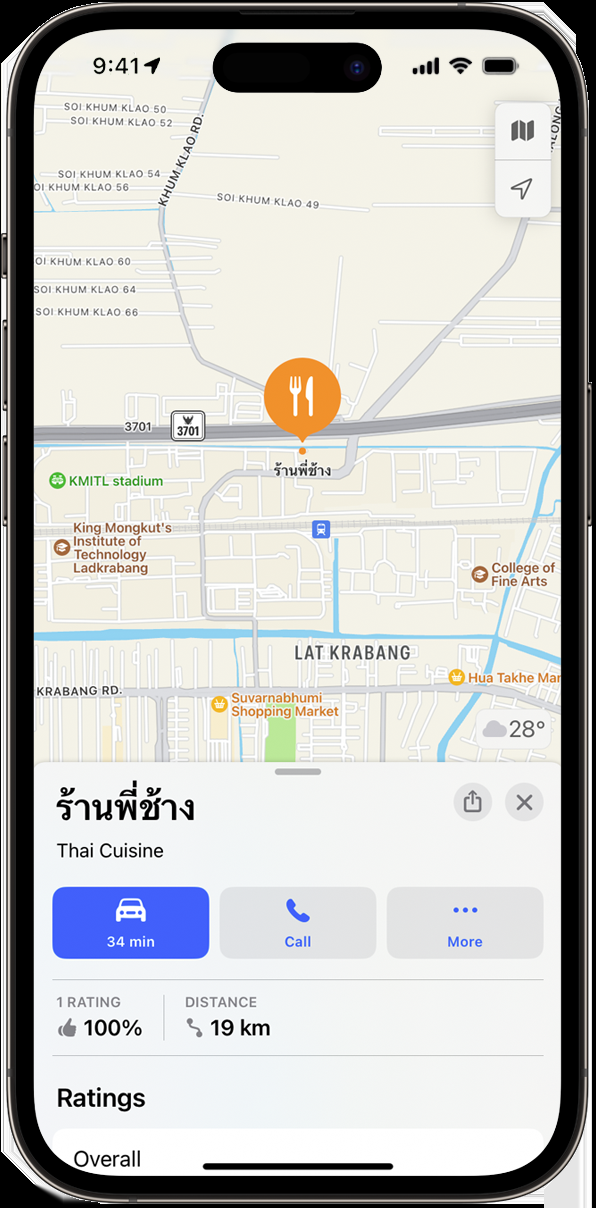 9:41
SOI KHUM KLAO 50
SOI KHUM KLAO 52
KHUM KLAO RD.
SOI KHUM KLAO 54
OI KHUM KLAO 56
SOI KHUM KLAO 49
OI KHUM KLAO 60
SOI KHUM KLAO 64
SOI KHUM KLAO 66
3701
3701
ร้านพี่ช้าง
KMITL stadium
King Mongkut's
Institute of
Technology
Ladkrabang
College of
Fine Arts
LAT KRABANG
Hua Takhe Mar
KRABANG RD.
Suvarnabhumi
Shopping Market
28°
ร้านพี่ช้าง
Thai Cuisine
34 min
Call
More
1 RATING
DISTANCE
100%
19 km
Ratings
Overall